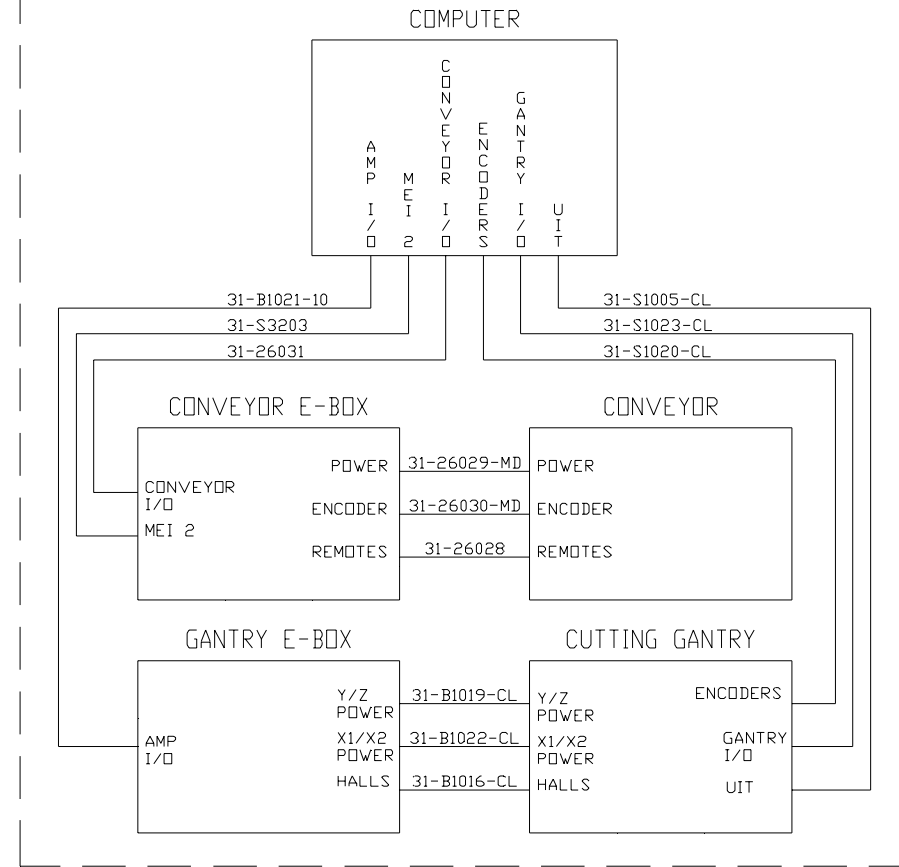 COMPUTER
AMP I/O
MEI 2
CONVEYOR I/O
ENCODERS
GANTRY I/O
UIT
31-B1021-10
31-S3203
31-26031
31-S1005-CL
31-S1023-CL
31-S1020-CL
CONVEYOR E-BOX
CONVEYOR
I/O
MEI 2
POWER
ENCODER
REMOTES
31-26029-MD
31-26030-MD
31-26028
CONVEYOR
POWER
ENCODER
REMOTES
GANTRY E-BOX
AMP
I/O
Y/Z
POWER
X1/X2
POWER
HALLS
31-B1019-CL
31-B1022-CL
31-B1016-CL
CUTTING GANTRY
Y/Z
POWER
X1/X2
POWER
HALLS
ENCODERS
GANTRY
I/O
UIT